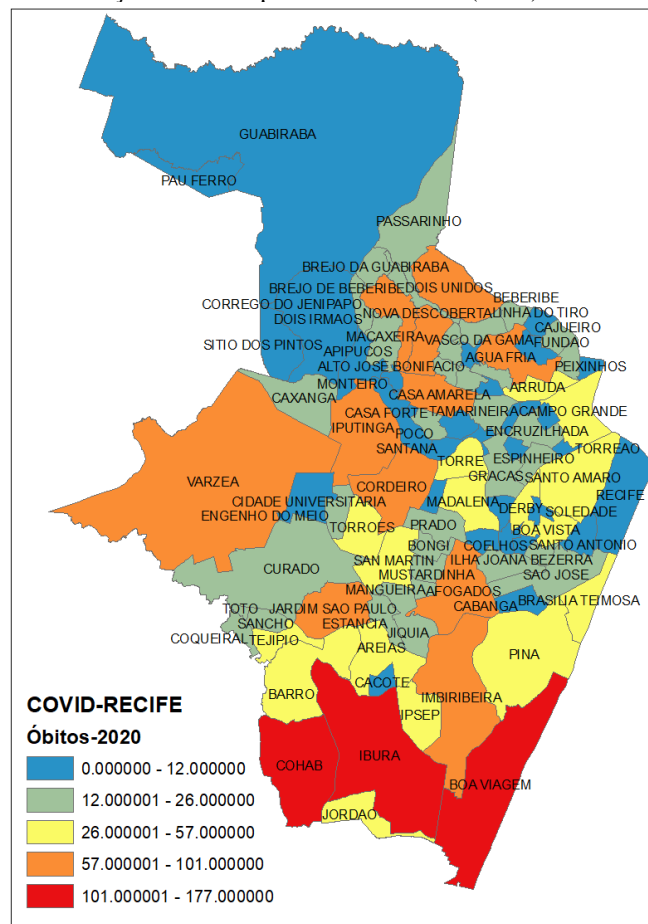 GUABIRABA
PAU FERRO
PASSARINHO
BREJO DA GUABIRABA
BREJO DE BEBERIBE
DOIS UNIDOS
BEBERIBE
CORREGO DO JENIPAPO
LINHA DO TIRO
DOIS IRMAOS
NOVA DESCOBERTA
CAJUEIRO
SITIO DOS PINTOS
MACAXEIRA
VASCO DA GAMA
FUNDAO
APIPUCOS
AGUA FRIA
PEIXINHOS
ALTO JOSE BONIFACIO
MONTEIRO
ARRUDA
CAXANGA
CASA AMARELA
CASA FORTE
TAMARINEIRA
CAMPO GRANDE
IPUTINGA
POCO
ENCRUZILHADA
SANTANA
TORREAO
TORRE
ESPINHEIRO
VARZEA
GRACAS
SANTO AMARO
CORDEIRO
RECIFE
CIDADE UNIVERSITARIA
MADALENA
DERBY
SOLEDADE
ENGENHO DO MEIO
TORROES
PRADO
BOA VISTA
BONGI
COELHOS
SANTO ANTONIO
CURADO
SAN MARTIN
ILHA JOANA BEZERRA
MUSTARDINHA
SAO JOSE
MANGUEIRA
AFOGADOS
BRASILIA TEIMOSA
TOTO
JARDIM SAO PAULO
CABANGA
SANCHO
ESTANCIA
COQUEIRAL
TEJIPIO
JIQUIA
AREIAS
PINA
BARRO
CACOTE
IMBIRIBEIRA
IPSEP
COHAB
IBURA
BOA VIAGEM
JORDAO
COVID-RECIFE
Óbitos-2020
0.000000 - 12.000000
12.000001 - 26.000000
26.000001 - 57.000000
57.000001 - 101.000000
101.000001 - 177.000000